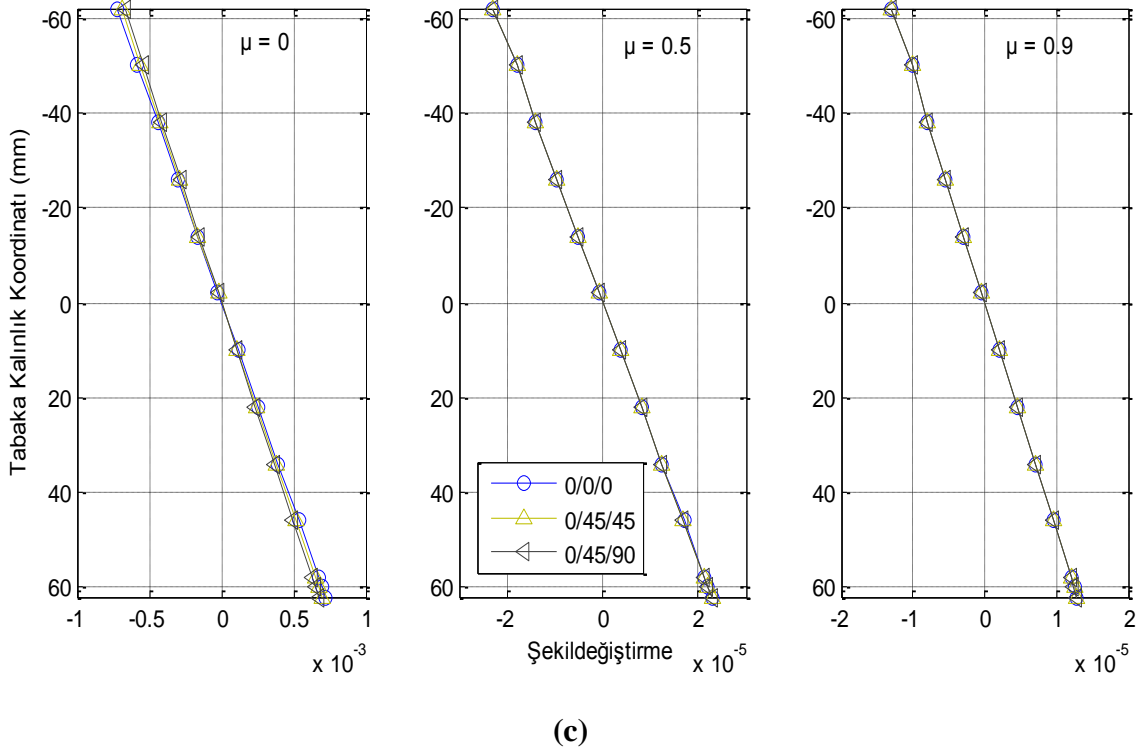 μ = 0
μ = 0.5
μ = 0.9
Tabaka Kalınlık Koordinatı (mm)
-60
-40
-20
0
20
40
60
-1 -0.5 0 0.5 1
x 10-3
-2 0 2
x 10-5
-60
-40
-20
0
20
40
60
-2 -1 0 1 2
x 10-5
-60
-40
-20
0
20
40
60
0/0/0
0/45/45
0/45/90
Şekildeğiştirme
(c)